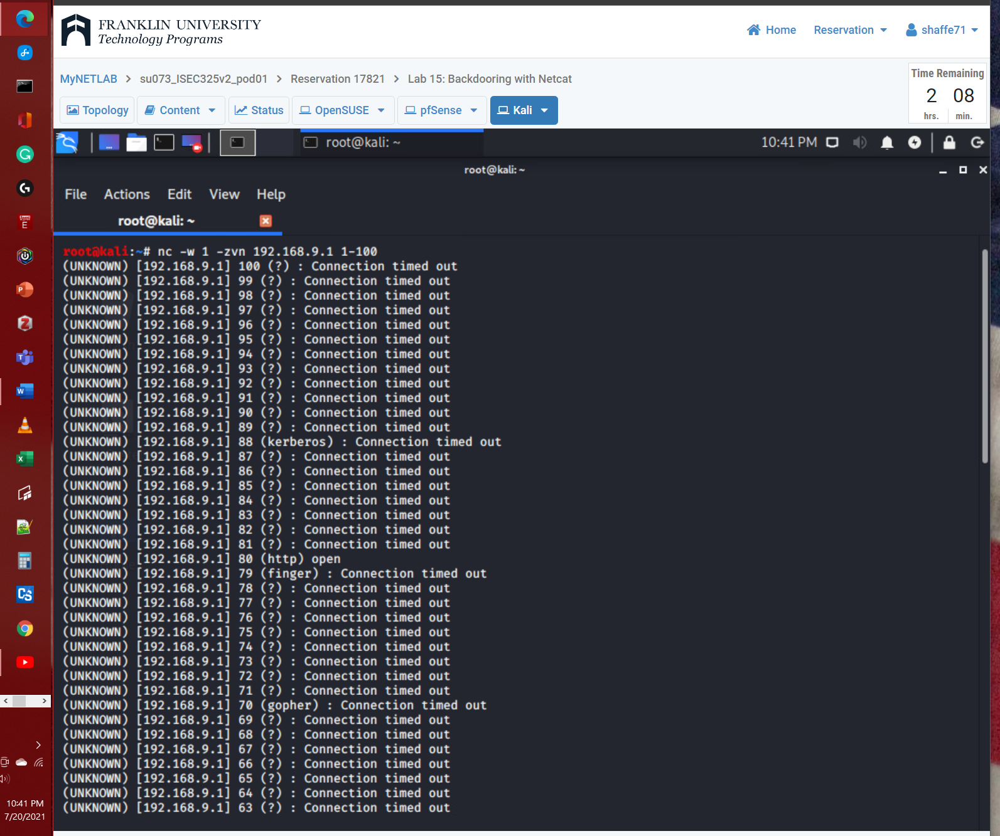 FRANKLIN UNIVERSITY
Technology Programs
Home Reservation shaffe71
MyNETLAB > su073_ISEC325v2_pod01 > Reservation 17821 > Lab 15: Backdooring with Netcat
Time Remaining
2 08
hrs. min.
Topology Content Status OpenSUSE pfSense Kali
root@kali: ~ 10:41 PM
root@kali: ~
File Actions Edit View Help
root@kali: ~
root@kali:~# nc -w 1 -zvn 192.168.9.1 1-100
(UNKNOWN) [192.168.9.1] 100 (?) : Connection timed out
(UNKNOWN) [192.168.9.1] 99 (?) : Connection timed out
(UNKNOWN) [192.168.9.1] 98 (?) : Connection timed out
(UNKNOWN) [192.168.9.1] 97 (?) : Connection timed out
(UNKNOWN) [192.168.9.1] 96 (?) : Connection timed out
(UNKNOWN) [192.168.9.1] 95 (?) : Connection timed out
(UNKNOWN) [192.168.9.1] 94 (?) : Connection timed out
(UNKNOWN) [192.168.9.1] 93 (?) : Connection timed out
(UNKNOWN) [192.168.9.1] 92 (?) : Connection timed out
(UNKNOWN) [192.168.9.1] 91 (?) : Connection timed out
(UNKNOWN) [192.168.9.1] 90 (?) : Connection timed out
(UNKNOWN) [192.168.9.1] 89 (?) : Connection timed out
(UNKNOWN) [192.168.9.1] 88 (kerberos) : Connection timed out
(UNKNOWN) [192.168.9.1] 87 (?) : Connection timed out
(UNKNOWN) [192.168.9.1] 86 (?) : Connection timed out
(UNKNOWN) [192.168.9.1] 85 (?) : Connection timed out
(UNKNOWN) [192.168.9.1] 84 (?) : Connection timed out
(UNKNOWN) [192.168.9.1] 83 (?) : Connection timed out
(UNKNOWN) [192.168.9.1] 82 (?) : Connection timed out
(UNKNOWN) [192.168.9.1] 81 (?) : Connection timed out
(UNKNOWN) [192.168.9.1] 80 (http) open
(UNKNOWN) [192.168.9.1] 79 (finger) : Connection timed out
(UNKNOWN) [192.168.9.1] 78 (?) : Connection timed out
(UNKNOWN) [192.168.9.1] 77 (?) : Connection timed out
(UNKNOWN) [192.168.9.1] 76 (?) : Connection timed out
(UNKNOWN) [192.168.9.1] 75 (?) : Connection timed out
(UNKNOWN) [192.168.9.1] 74 (?) : Connection timed out
(UNKNOWN) [192.168.9.1] 73 (?) : Connection timed out
(UNKNOWN) [192.168.9.1] 72 (?) : Connection timed out
(UNKNOWN) [192.168.9.1] 71 (?) : Connection timed out
(UNKNOWN) [192.168.9.1] 70 (gopher) : Connection timed out
(UNKNOWN) [192.168.9.1] 69 (?) : Connection timed out
(UNKNOWN) [192.168.9.1] 68 (?) : Connection timed out
(UNKNOWN) [192.168.9.1] 67 (?) : Connection timed out
(UNKNOWN) [192.168.9.1] 66 (?) : Connection timed out
(UNKNOWN) [192.168.9.1] 65 (?) : Connection timed out
(UNKNOWN) [192.168.9.1] 64 (?) : Connection timed out
(UNKNOWN) [192.168.9.1] 63 (?) : Connection timed out
10:41 PM
7/20/2021